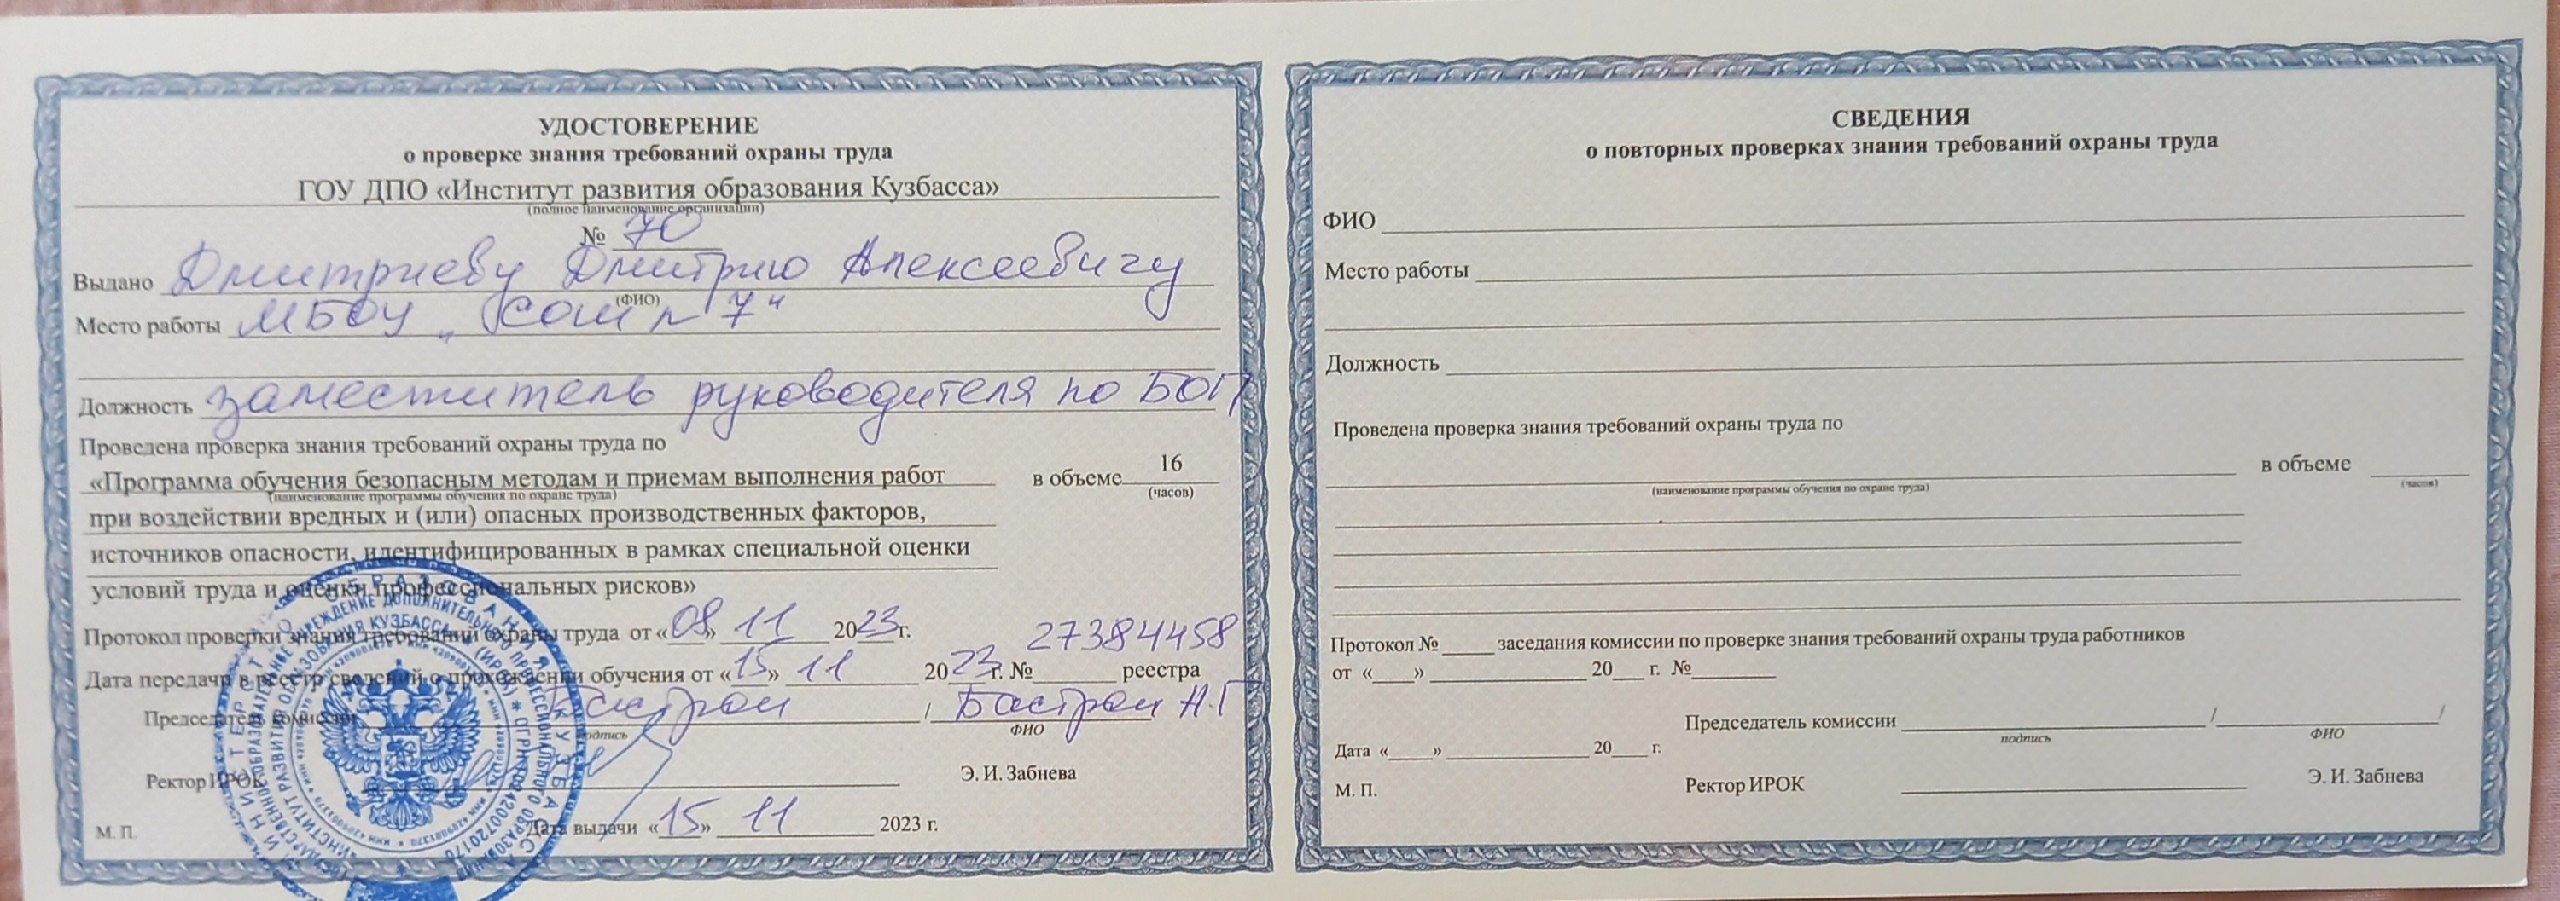 УДОСТОВЕРЕНИЕ
о проверке знания требований охраны труда
ГОУ ДПО «Институт развития образования Кузбасса»
(полное наименование организации)
№ 70
Выдано Дмитриеву Дмитрию Алексеевичу
(ФИО)
Место работы МБОУ „СОШ № 7"
Должность заместитель руководителя по БОП
Проведена проверка знания требований охраны труда по
«Программа обучения безопасным методам и приемам выполнения работ в объеме 16
(наименование программы обучения по охране труда) (часов)
при воздействии вредных и (или) опасных производственных факторов,
источников опасности, идентифицированных в рамках специальной оценки
условий труда и оценки профессиональных рисков»
Протокол проверки знания требований охраны труда от «08» 11 2023 г.
27384458
Дата передачи в реестр сведений о прохождении обучения от «15» 11 2023 г. № реестра
Председатель комиссии Бастрон / Бастрон А.Г
подпись ФИО
Ректор ИРОК Э. И. Забнева
Дата выдачи «15» 11 2023 г.
М. П.
СВЕДЕНИЯ
о повторных проверках знания требований охраны труда
ФИО
Место работы
Должность
Проведена проверка знания требований охраны труда по
в объеме
(наименование программы обучения по охране труда) (часов)
Протокол № заседания комиссии по проверке знания требований охраны труда работников
от « » 20 г. №
Председатель комиссии / /
подпись ФИО
Дата « » 20 г.
М. П. Ректор ИРОК Э. И. Забнева